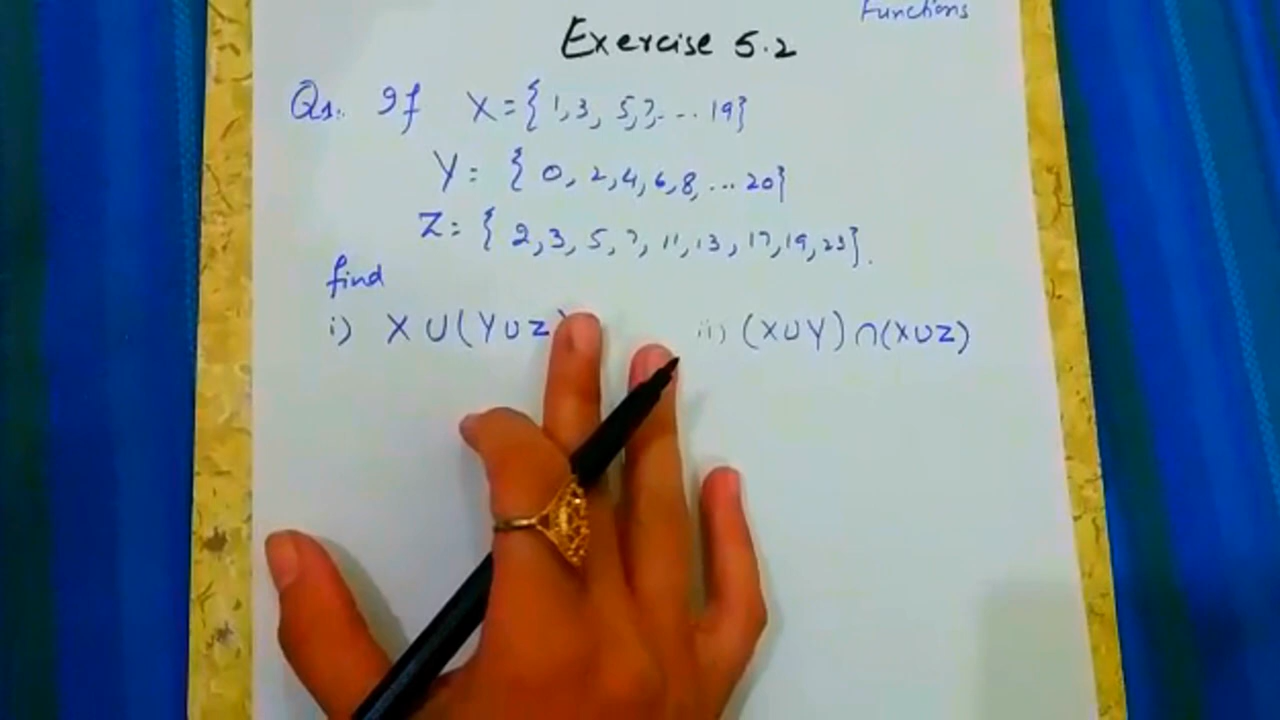 Functions
Exercise 5.2
Q1. If X = { 1,3, 5,7,... 19}
Y = { 0, 2,4,6,8, ... 20}
Z = { 2,3, 5, 7, 11,13, 17,19,23}.
find
i) X ∪ (Y ∪ Z) ii) (X∪Y) ∩ (X∪Z)